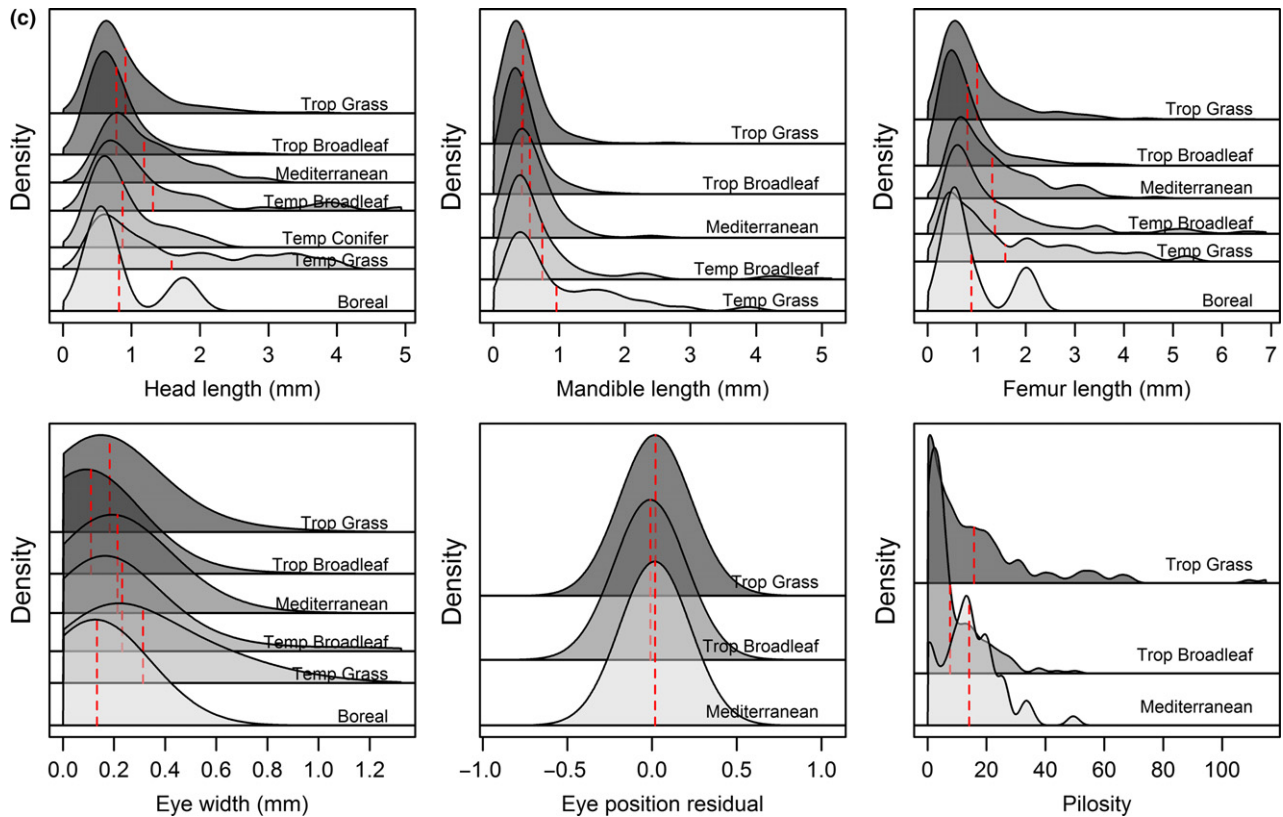 (c)
Density
Trop Grass
Trop Broadleaf
Mediterranean
Temp Broadleaf
Temp Conifer
Temp Grass
Boreal
0 1 2 3 4 5
Head length (mm)
Density
Trop Grass
Trop Broadleaf
Mediterranean
Temp Broadleaf
Temp Grass
0 1 2 3 4 5
Mandible length (mm)
Density
Trop Grass
Trop Broadleaf
Mediterranean
Temp Broadleaf
Temp Grass
Boreal
0 1 2 3 4 5 6 7
Femur length (mm)
Density
Trop Grass
Trop Broadleaf
Mediterranean
Temp Broadleaf
Temp Grass
Boreal
0.0 0.2 0.4 0.6 0.8 1.0 1.2
Eye width (mm)
Density
Trop Grass
Trop Broadleaf
Mediterranean
−1.0 −0.5 0.0 0.5 1.0
Eye position residual
Density
Trop Grass
Trop Broadleaf
Mediterranean
0 20 40 60 80 100
Pilosity